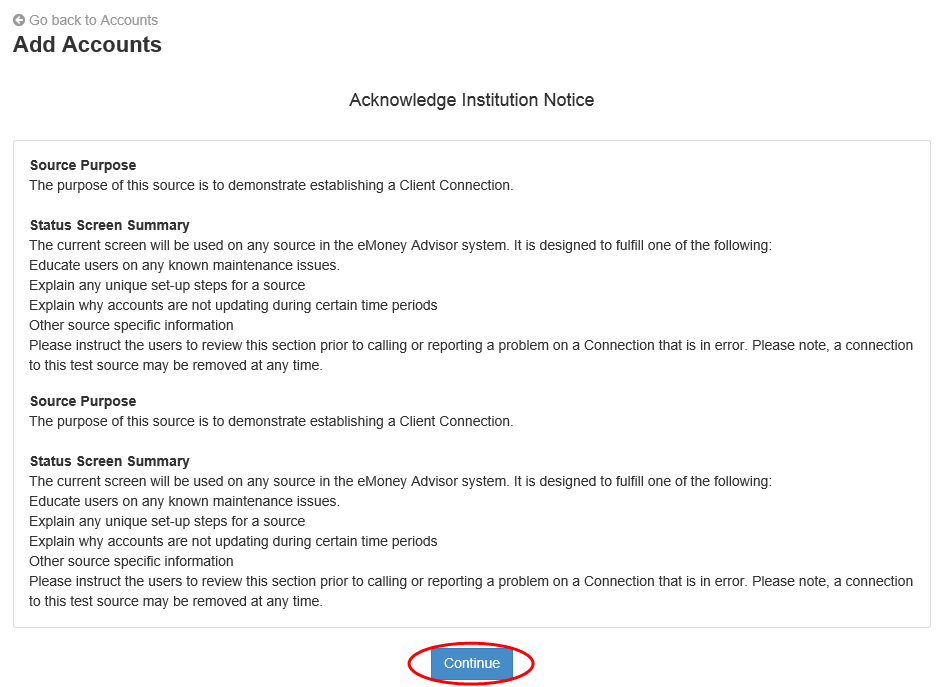 Go back to Accounts
Add Accounts
Acknowledge Institution Notice
Source Purpose
The purpose of this source is to demonstrate establishing a Client Connection.
Status Screen Summary
The current screen will be used on any source in the eMoney Advisor system. It is designed to fulfill one of the following:
Educate users on any known maintenance issues.
Explain any unique set-up steps for a source
Explain why accounts are not updating during certain time periods
Other source specific information
Please instruct the users to review this section prior to calling or reporting a problem on a Connection that is in error. Please note, a connection
to this test source may be removed at any time.
Source Purpose
The purpose of this source is to demonstrate establishing a Client Connection.
Status Screen Summary
The current screen will be used on any source in the eMoney Advisor system. It is designed to fulfill one of the following:
Educate users on any known maintenance issues.
Explain any unique set-up steps for a source
Explain why accounts are not updating during certain time periods
Other source specific information
Please instruct the users to review this section prior to calling or reporting a problem on a Connection that is in error. Please note, a connection
to this test source may be removed at any time.
Continue